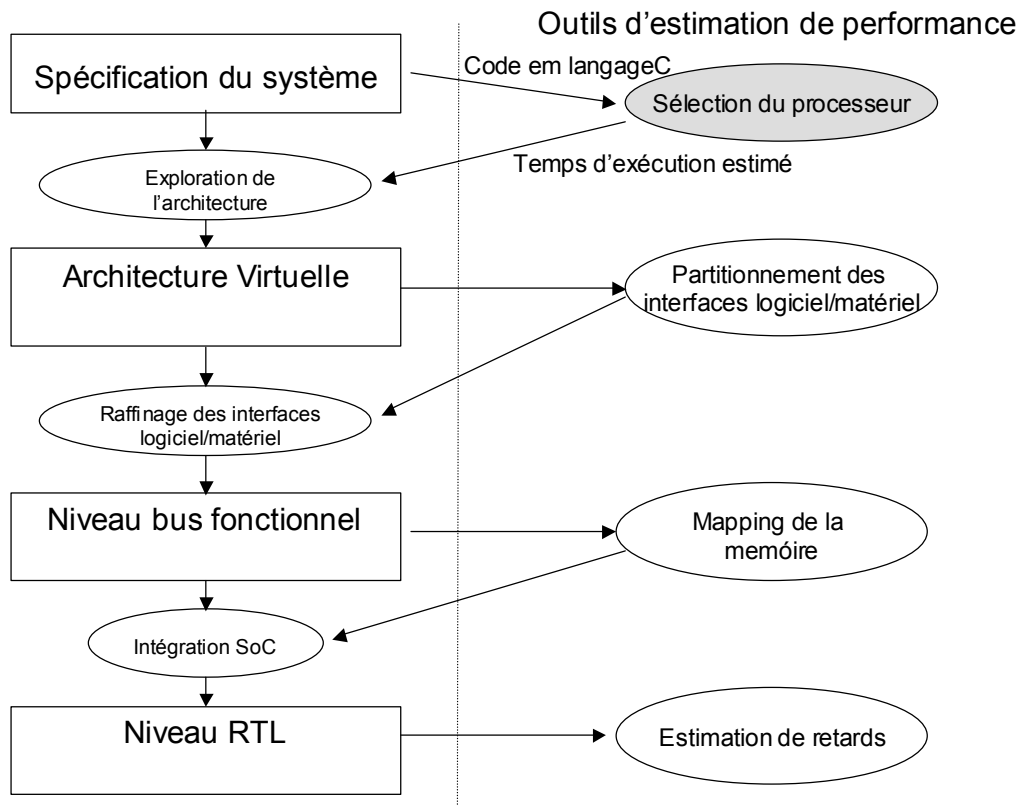 Outils d’estimation de performance
Spécification du système
Code em langageC
Sélection du processeur
Temps d’exécution estimé
Exploration de
l’architecture
Architecture Virtuelle
Partitionnement des
interfaces logiciel/matériel
Raffinage des interfaces
logiciel/matériel
Niveau bus fonctionnel
Mapping de la
memóire
Intégration SoC
Niveau RTL
Estimation de retards